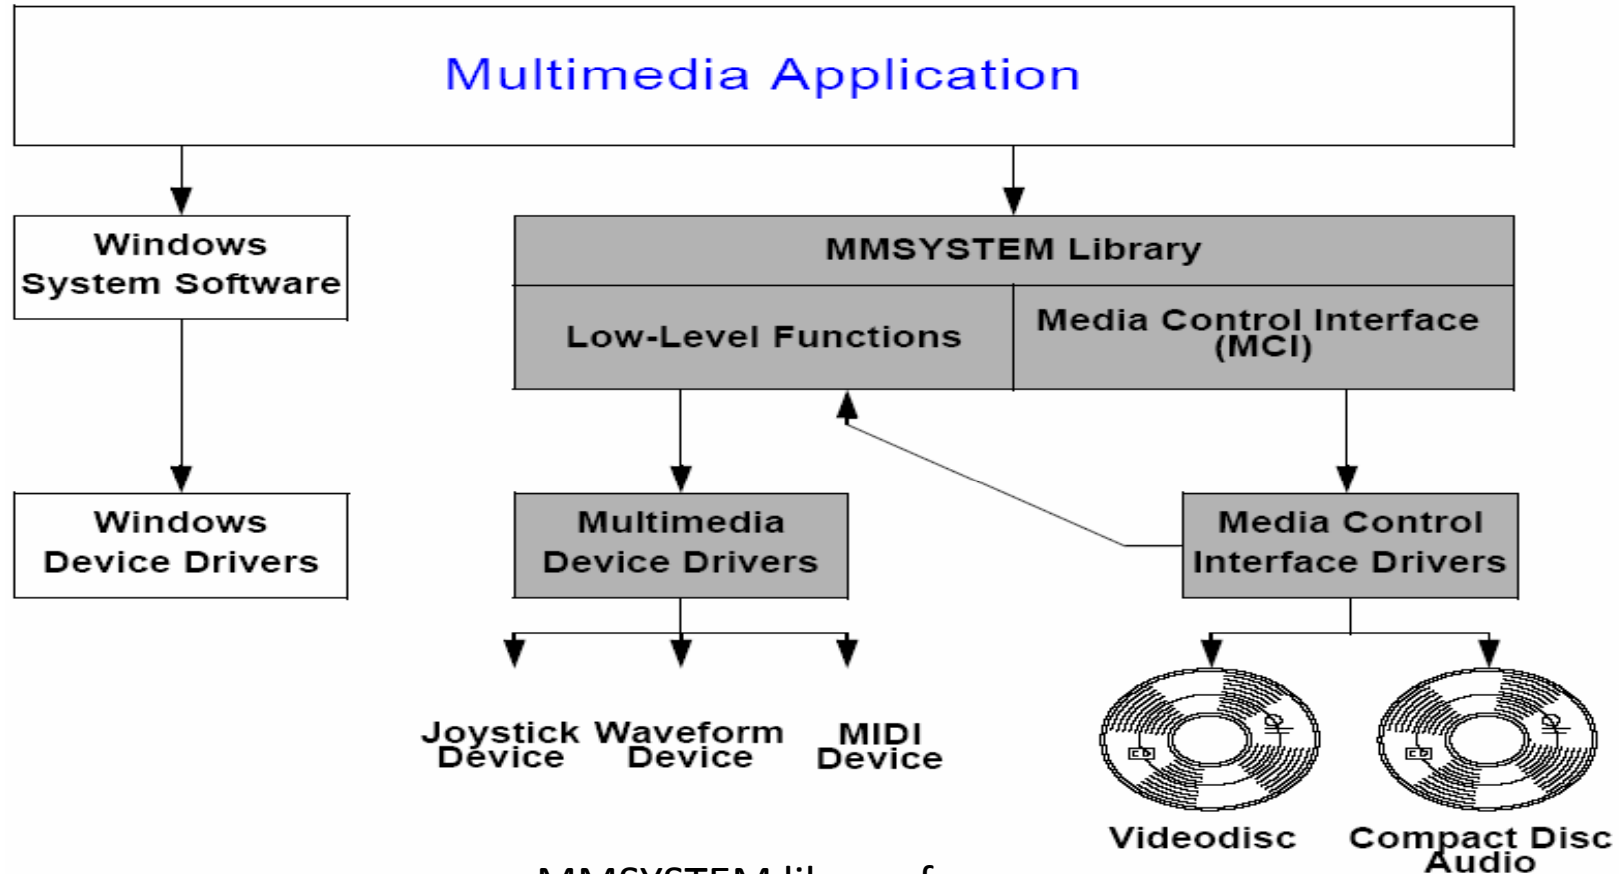 Multimedia Application
Windows
System Software
MMSYSTEM Library
Low-Level Functions
Media Control Interface
(MCI)
Windows
Device Drivers
Multimedia
Device Drivers
Media Control
Interface Drivers
Joystick
Device
Waveform
Device
MIDI
Device
Videodisc
Compact Disc
Audio
MMSYSTEM